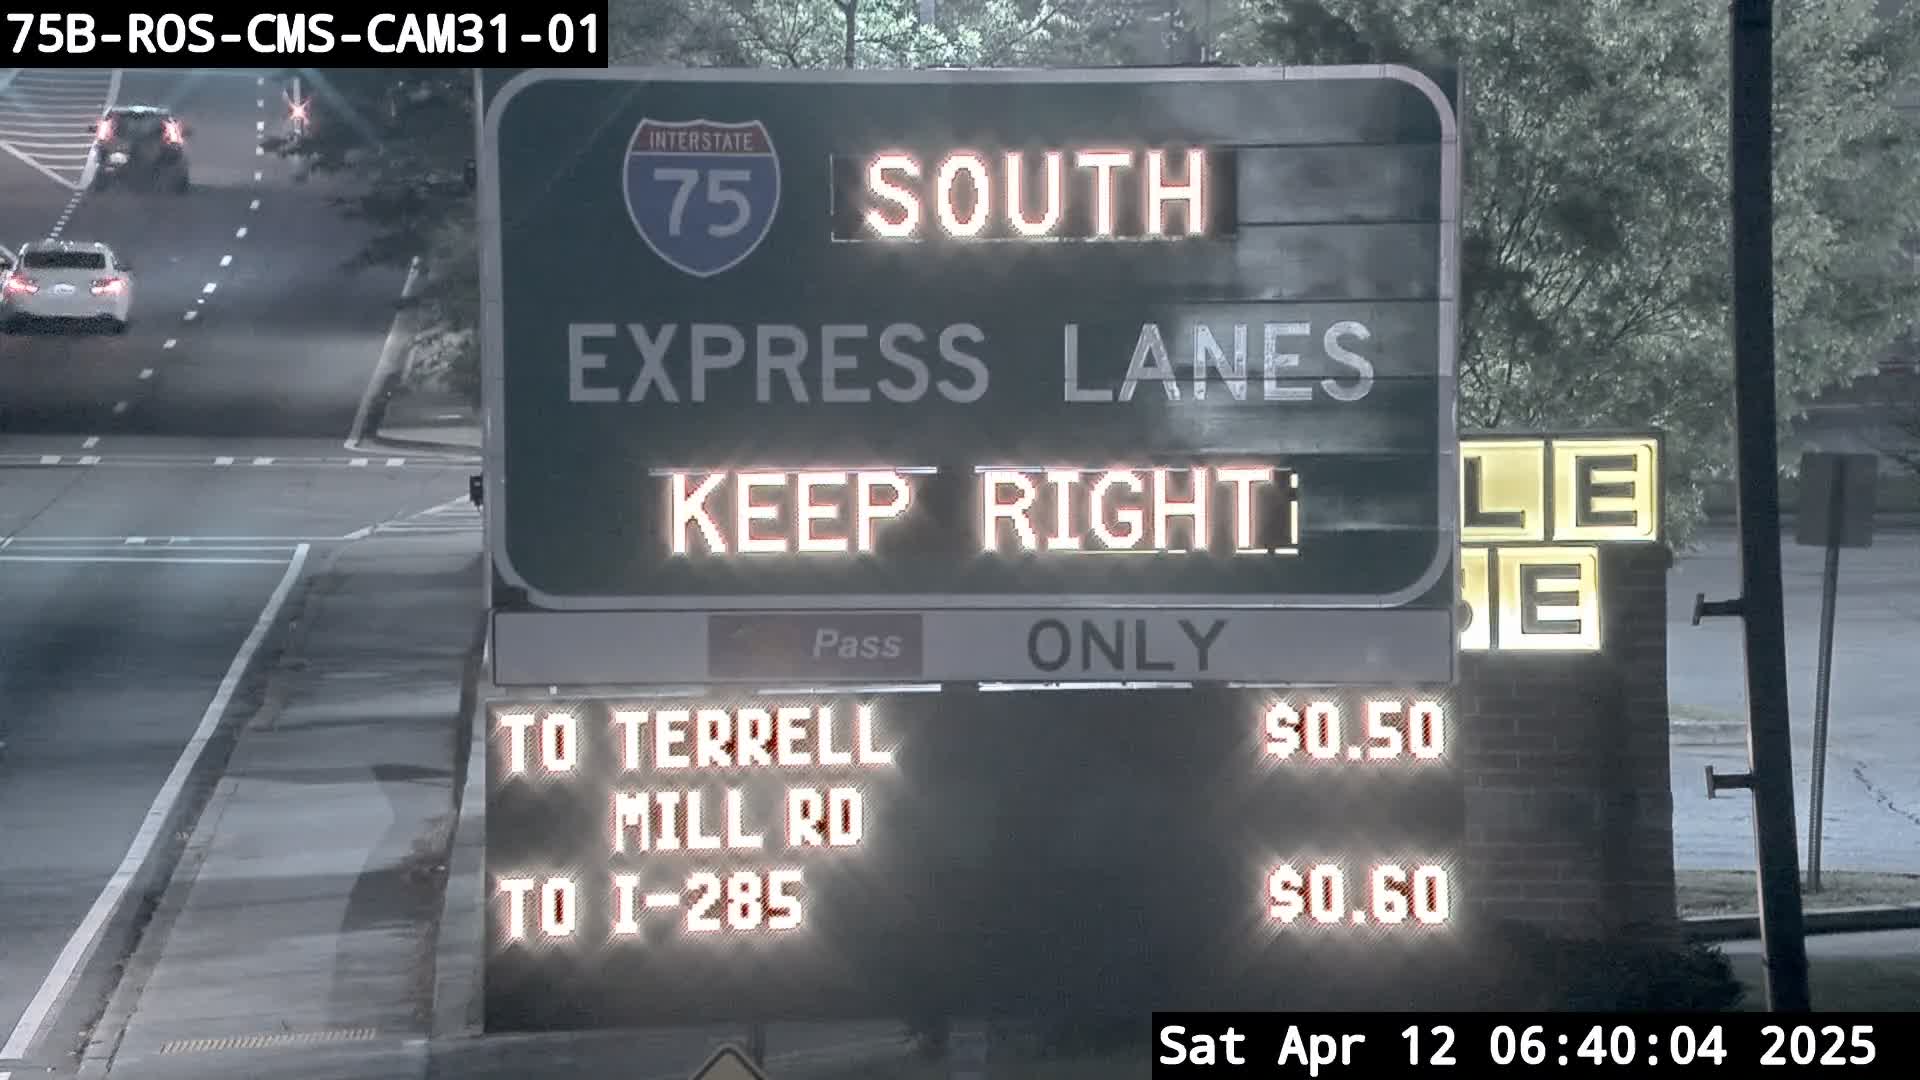 75B-ROS-CMS-CAM31-01
INTERSTATE
75
SOUTH
EXPRESS LANES
KEEP RIGHT
Pass ONLY
TO TERRELL $0.50
MILL RD
TO I-285 $0.60
LE
E
Sat Apr 12 06:40:04 2025